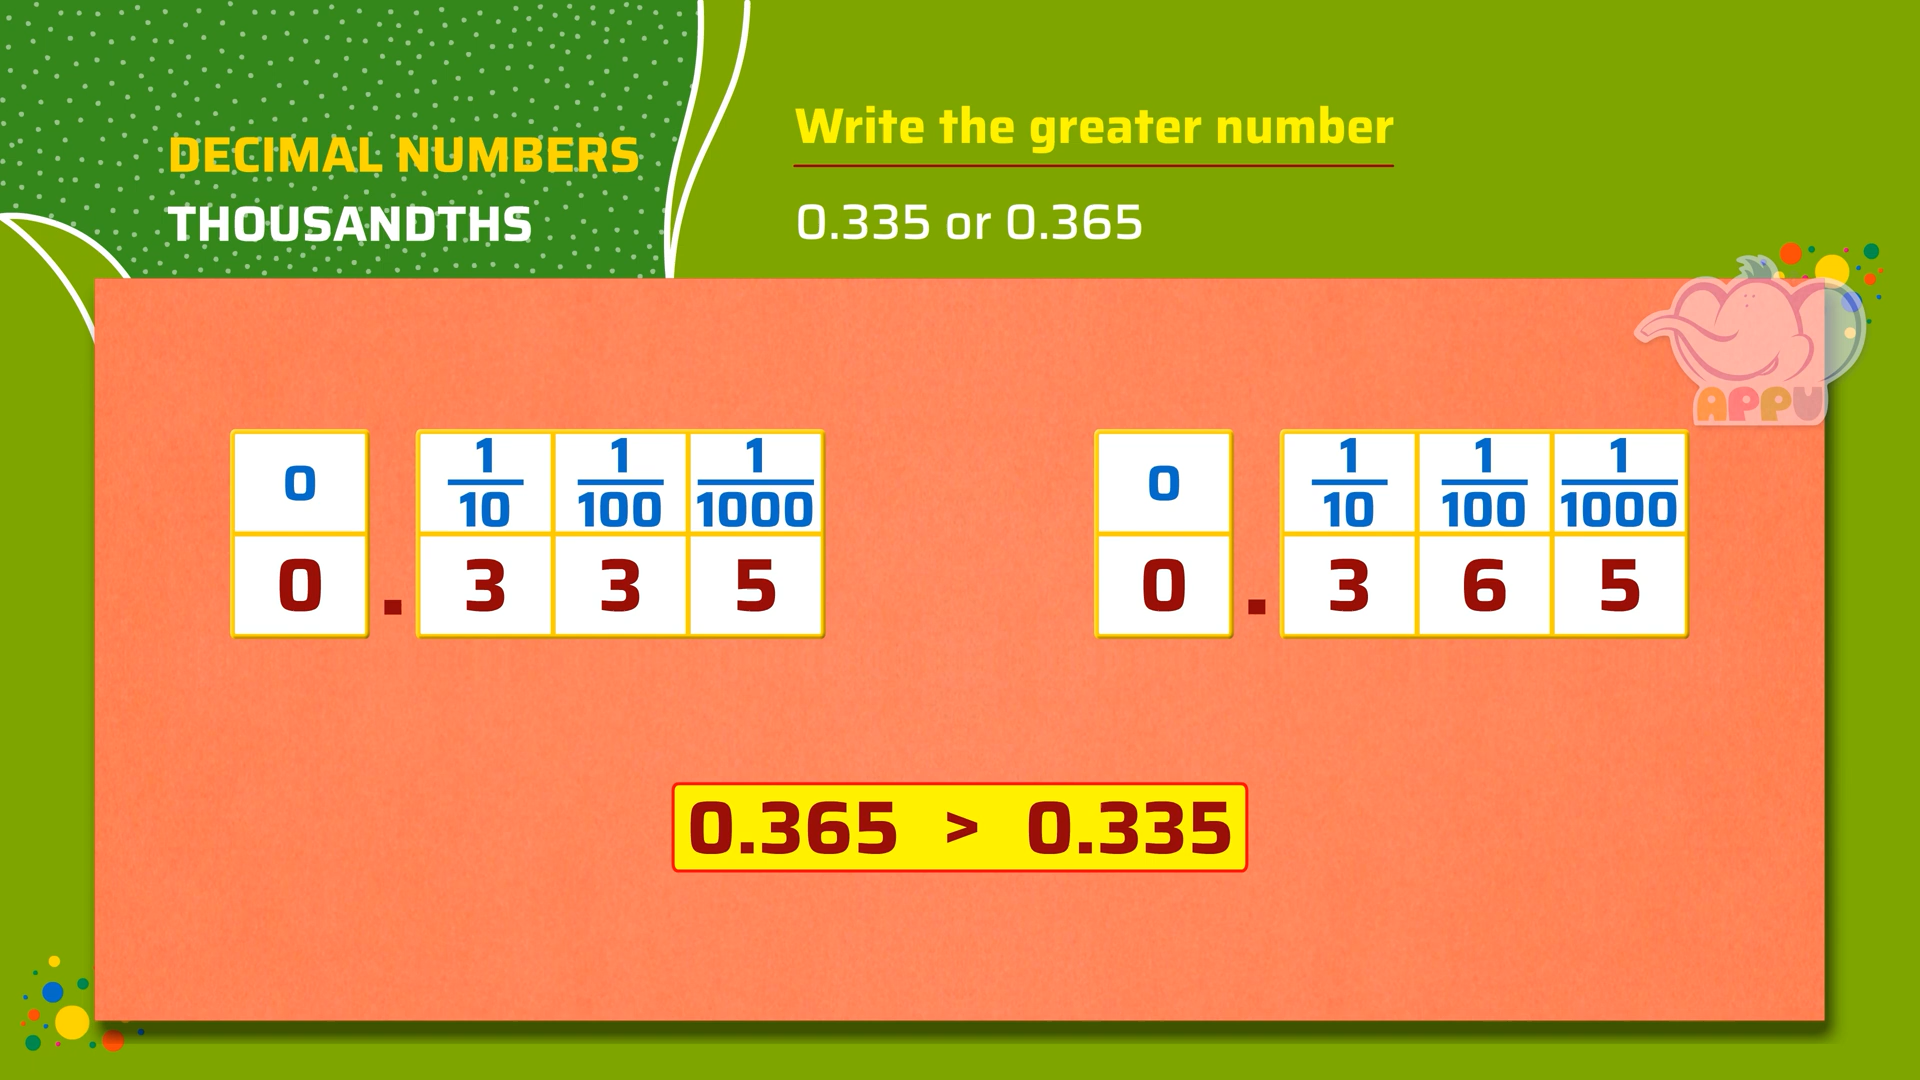 DECIMAL NUMBERS
THOUSANDTHS
Write the greater number
0.335 or 0.365
APPU
0 1/10 1/100 1/1000
0 . 3 3 5
0 1/10 1/100 1/1000
0 . 3 6 5
0.365 > 0.335